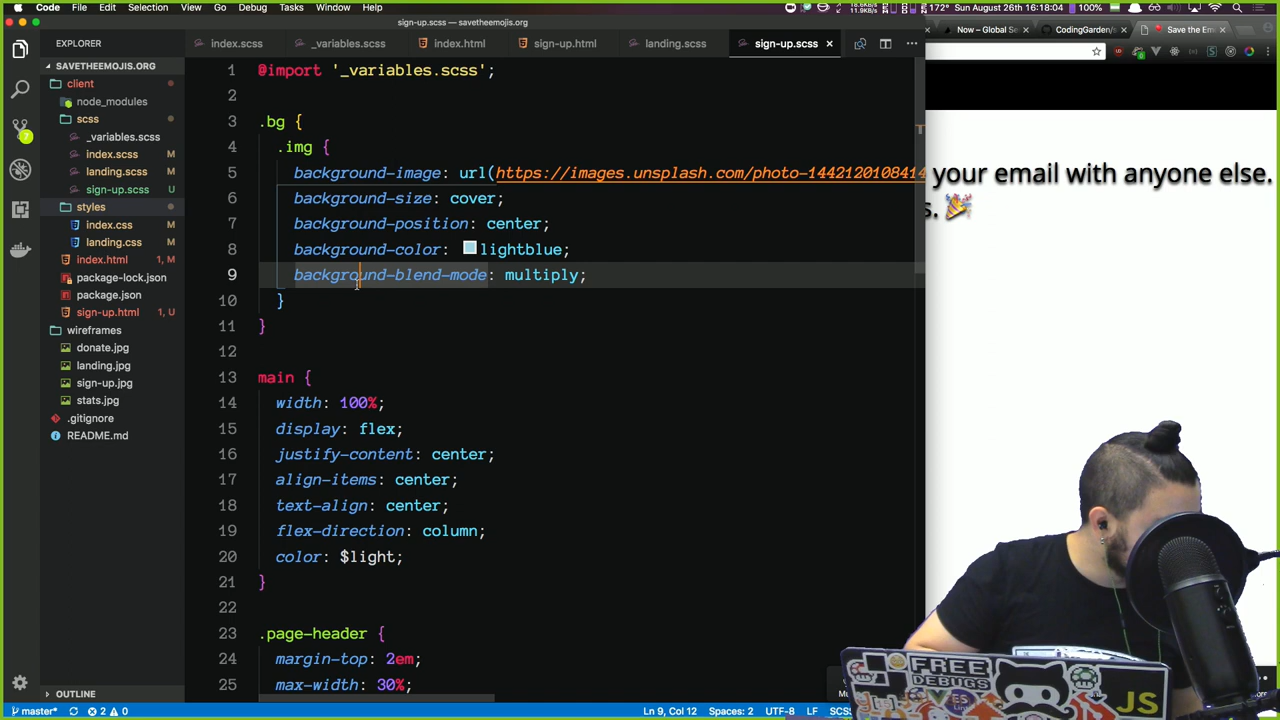 Code File Edit Selection View Go Debug Tasks Window Help
172° Sun August 26th 16:18:04 100%
sign-up.scss — savetheemojis.org
EXPLORER
index.scss _variables.scss index.html sign-up.html landing.scss sign-up.scss ×
Now – Global Se CodingGarden/e Save the Em
SAVETHEEMOJIS.ORG
client
node_modules
scss
_variables.scss
index.scss M
landing.scss M
sign-up.scss U
styles
index.css
landing.css
index.html 1, M
package-lock.json
package.json
sign-up.html 1, U
wireframes
donate.jpg
landing.jpg
sign-up.jpg
stats.jpg
.gitignore
README.md
OUTLINE
1 @import '_variables.scss';
2
3 .bg {
4 .img {
5 background-image: url(https://images.unsplash.com/photo-1442120108414
6 background-size: cover;
7 background-position: center;
8 background-color: lightblue;
9 background-blend-mode: multiply;
10 }
11 }
12
13 main {
14 width: 100%;
15 display: flex;
16 justify-content: center;
17 align-items: center;
18 text-align: center;
19 flex-direction: column;
20 color: $light;
21 }
22
23 .page-header {
24 margin-top: 2em;
25 max-width: 30%;
your email with anyone else.
s. 🎉
FREE
DEBUGS
JS
master* 2 0 Ln 9, Col 12 Spaces: 2 UTF-8 LF SCSS